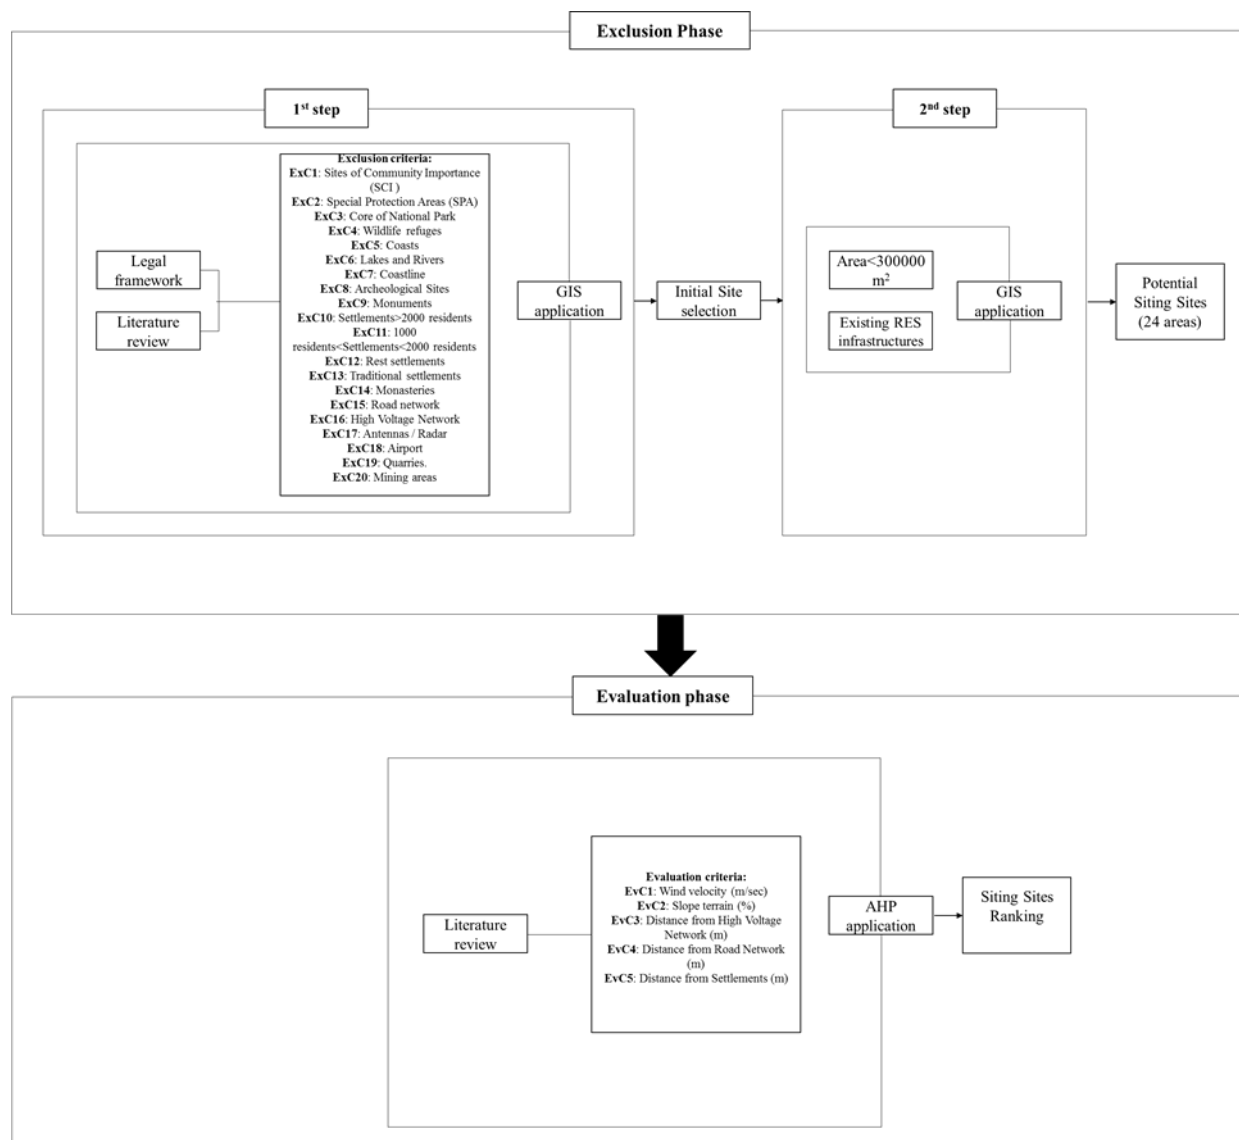 Exclusion Phase
1st step
Legal
framework
Literature
review
Exclusion criteria:
ExC1: Sites of Community Importance
(SCI )
ExC2: Special Protection Areas (SPA)
ExC3: Core of National Park
ExC4: Wildlife refuges
ExC5: Coasts
ExC6: Lakes and Rivers
ExC7: Coastline
ExC8: Archeological Sites
ExC9: Monuments
ExC10: Settlements>2000 residents
ExC11: 1000
residents<Settlements<2000 residents
ExC12: Rest settlements
ExC13: Traditional settlements
ExC14: Monasteries
ExC15: Road network
ExC16: High Voltage Network
ExC17: Antennas / Radar
ExC18: Airport
ExC19: Quarries.
ExC20: Mining areas
GIS
application
Initial Site
selection
2nd step
Area<300000
m2
Existing RES
infrastructures
GIS
application
Potential
Siting Sites
(24 areas)
Evaluation phase
Literature
review
Evaluation criteria:
EvC1: Wind velocity (m/sec)
EvC2: Slope terrain (%)
EvC3: Distance from High Voltage
Network (m)
EvC4: Distance from Road Network
(m)
EvC5: Distance from Settlements (m)
AHP
application
Siting Sites
Ranking